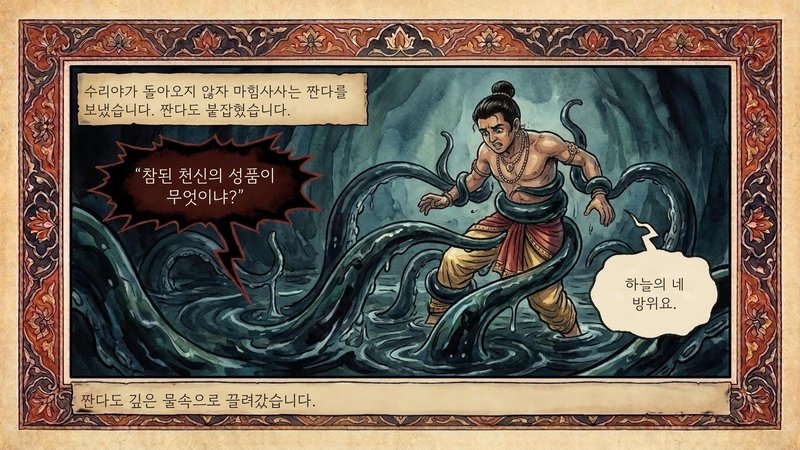 수리야가 돌아오지 않자 마힘사사는 짠다를
보냈습니다. 짠다도 붙잡혔습니다.
“참된 천신의 성품이
무엇이냐?”
하늘의 네
방위요.
짠다도 깊은 물속으로 끌려갔습니다.